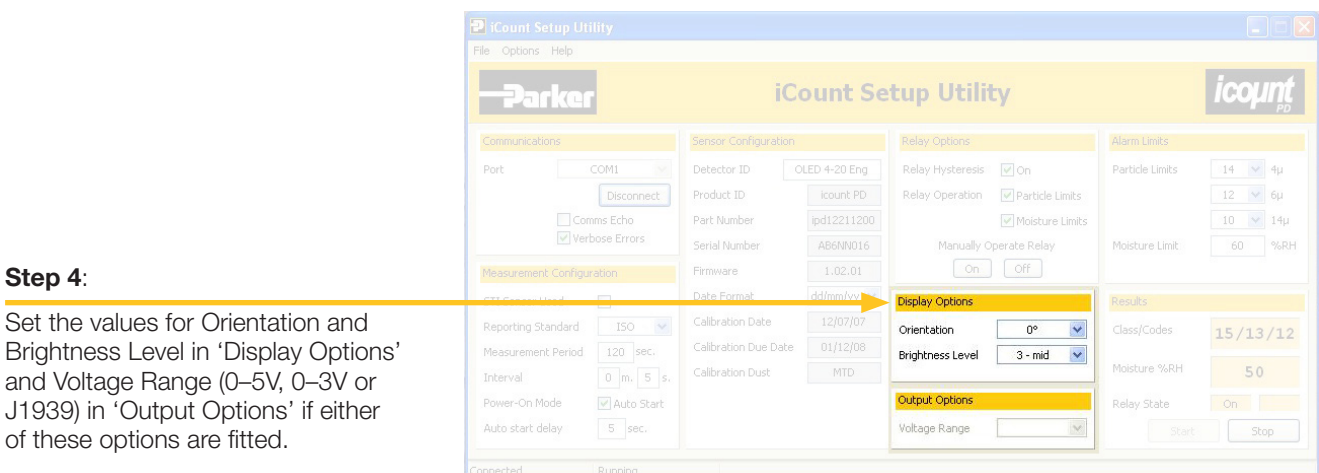 iCount Setup Utility
File Options Help
Parker
iCount Setup Utility
icount
PD
Communications
Port COM1
Disconnect
Comms Echo
Verbose Errors
Measurement Configuration
Reporting Standard ISO
Measurement Period 120 sec.
Interval 0 m. 5 s.
Power-On Mode Auto Start
Auto start delay 5 sec.
Sensor Configuration
Detector ID OLED 4-20 Eng
Product ID icount PD
Part Number ipd12211200
Serial Number AB6NN016
Firmware 1.02.01
Date Format dd/mm/yy
Calibration Date 12/07/07
Calibration Due Date 01/12/08
Calibration Dust MTD
Relay Options
Relay Hysteresis On
Relay Operation Particle Limits
Moisture Limits
Manually Operate Relay
On Off
Display Options
Orientation 0°
Brightness Level 3 - mid
Output Options
Voltage Range
Alarm Limits
Particle Limits 14 4µ
12 6µ
10 14µ
Moisture Limit 60 %RH
Results
Class/Codes 15/13/12
Moisture %RH 50
Relay State On
Start Stop
Connected Running
Step 4:
Set the values for Orientation and
Brightness Level in ‘Display Options’
and Voltage Range (0–5V, 0–3V or
J1939) in ‘Output Options’ if either
of these options are fitted.